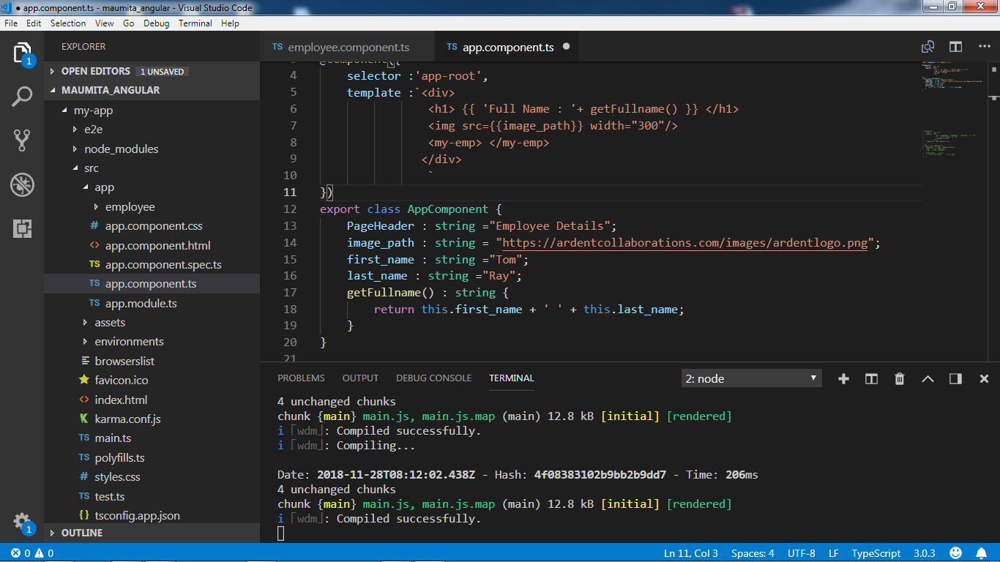 ● app.component.ts - maumita_angular - Visual Studio Code
File Edit Selection View Go Debug Terminal Help
EXPLORER
OPEN EDITORS 1 UNSAVED
MAUMITA_ANGULAR
my-app
e2e
node_modules
src
app
employee
# app.component.css
<> app.component.html
TS app.component.spec.ts
TS app.component.ts
TS app.module.ts
assets
environments
browserslist
favicon.ico
<> index.html
karma.conf.js
TS main.ts
TS polyfills.ts
# styles.css
TS test.ts
{} tsconfig.app.json
OUTLINE
1
1
TS employee.component.ts
TS app.component.ts ●
3 @Component({
4 selector :'app-root',
5 template :`<div>
6 <h1> {{ 'Full Name : '+ getFullname() }} </h1>
7 <img src={{image_path}} width="300"/>
8 <my-emp> </my-emp>
9 </div>
10 `
11 })
12 export class AppComponent {
13 PageHeader : string ="Employee Details";
14 image_path : string = "https://ardentcollaborations.com/images/ardentlogo.png";
15 first_name : string ="Tom";
16 last_name : string ="Ray";
17 getFullname() : string {
18 return this.first_name + ' ' + this.last_name;
19 }
20 }
21
PROBLEMS OUTPUT DEBUG CONSOLE TERMINAL
2: node
4 unchanged chunks
chunk {main} main.js, main.js.map (main) 12.8 kB [initial] [rendered]
i ｢wdm｣: Compiled successfully.
i ｢wdm｣: Compiling...
Date: 2018-11-28T08:12:02.438Z - Hash: 4f08383102b9bb2b9dd7 - Time: 206ms
4 unchanged chunks
chunk {main} main.js, main.js.map (main) 12.8 kB [initial] [rendered]
i ｢wdm｣: Compiled successfully.
0 0
Ln 11, Col 3 Spaces: 4 UTF-8 LF TypeScript 3.0.3